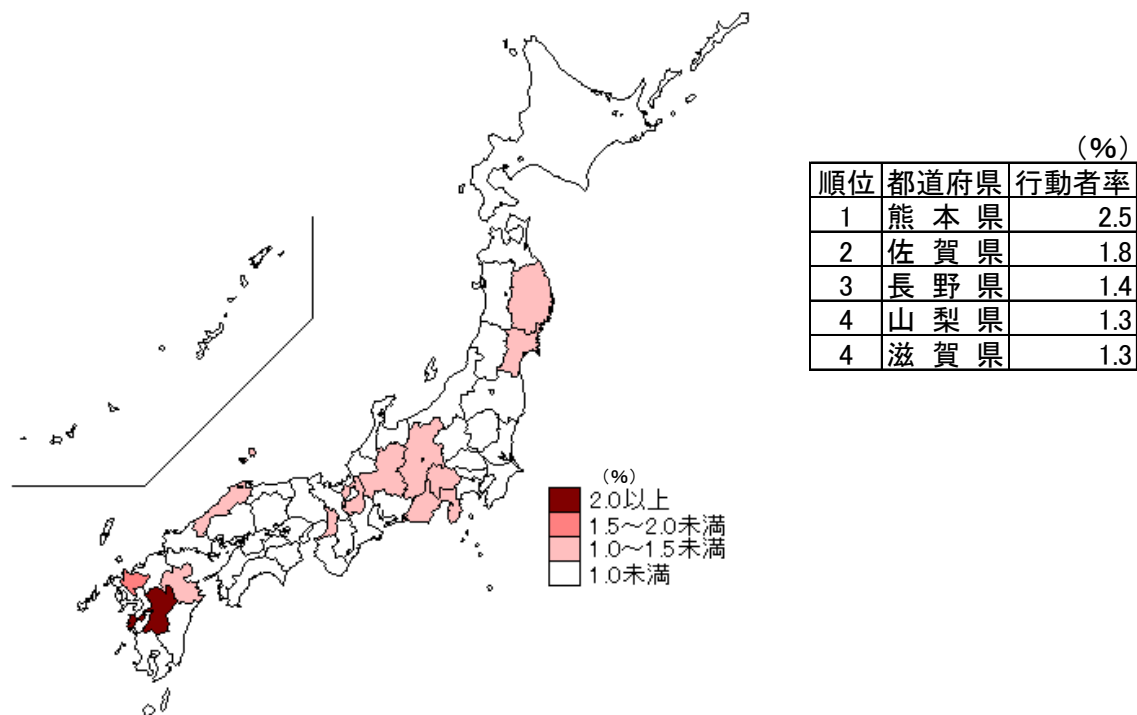 (%)
順位 都道府県 行動者率
1 熊本県 2.5
2 佐賀県 1.8
3 長野県 1.4
4 山梨県 1.3
4 滋賀県 1.3
(%)
2.0以上
1.5～2.0未満
1.0～1.5未満
1.0未満